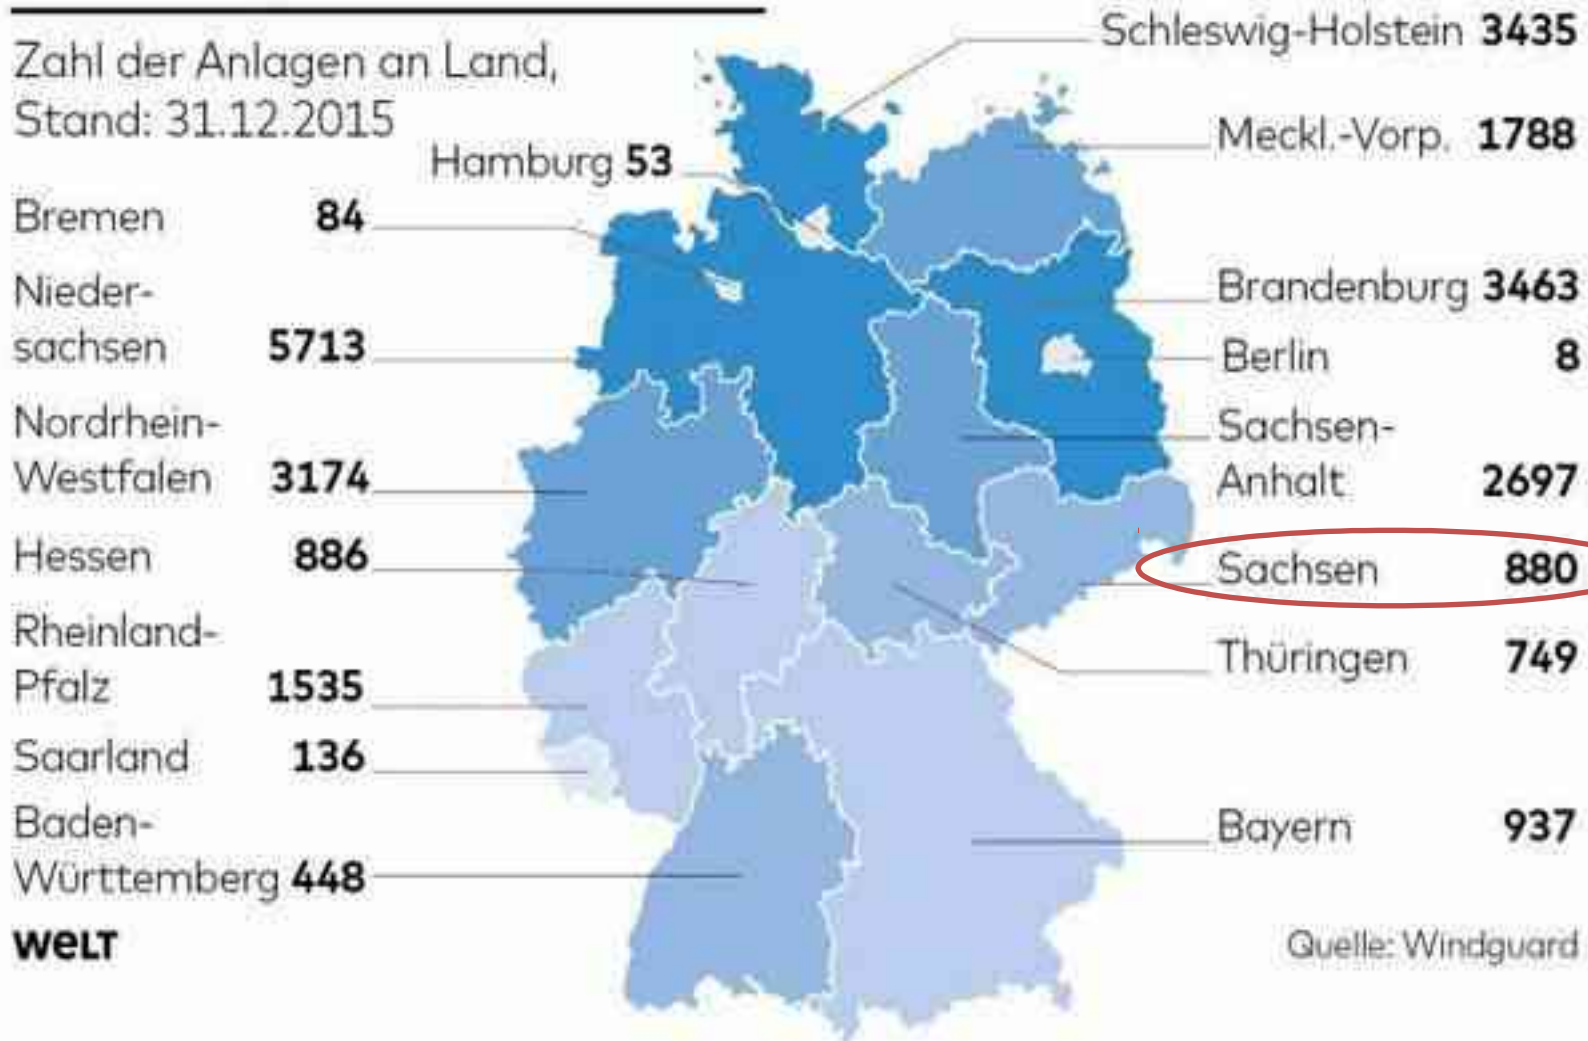 Zahl der Anlagen an Land,
Stand: 31.12.2015
Hamburg 53
Bremen 84
Nieder-
sachsen 5713
Nordrhein-
Westfalen 3174
Hessen 886
Rheinland-
Pfalz 1535
Saarland 136
Baden-
Württemberg 448
WELT
Schleswig-Holstein 3435
Meckl.-Vorp. 1788
Brandenburg 3463
Berlin 8
Sachsen-
Anhalt 2697
Sachsen 880
Thüringen 749
Bayern 937
Quelle: Windguard